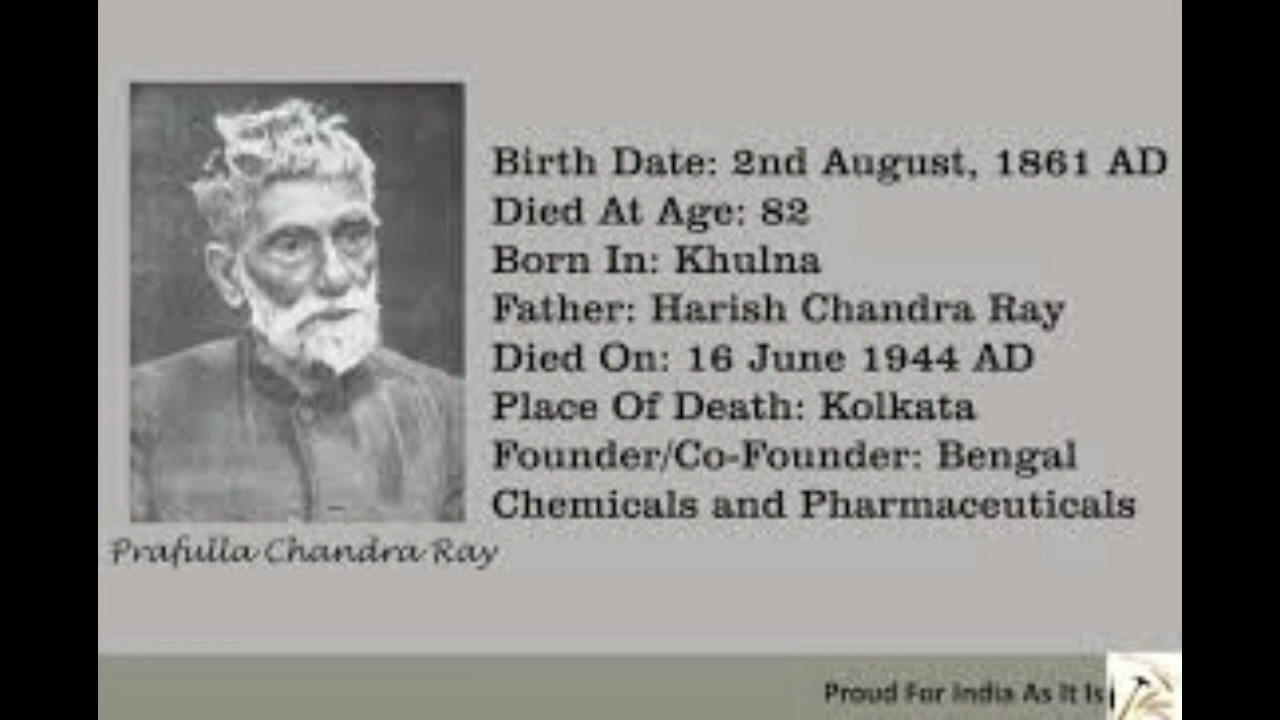 Birth Date: 2nd August, 1861 AD
Died At Age: 82
Born In: Khulna
Father: Harish Chandra Ray
Died On: 16 June 1944 AD
Place Of Death: Kolkata
Founder/Co-Founder: Bengal
Chemicals and Pharmaceuticals
Prafulla Chandra Ray
Proud For India As It Is